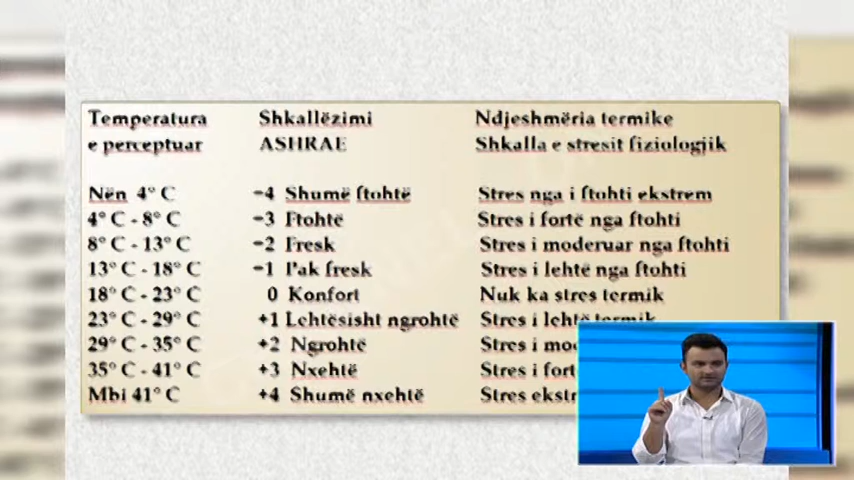 Temperatura Shkallëzimi Ndjeshmëria termike
e perceptuar ASHRAE Shkalla e stresit fiziologjik
Nën 4° C −4 Shumë ftohtë Stres nga i ftohti ekstrem
4° C - 8° C −3 Ftohtë Stres i fortë nga ftohti
8° C - 13° C −2 Fresk Stres i moderuar nga ftohti
13° C - 18° C −1 Pak fresk Stres i lehtë nga ftohti
18° C - 23° C 0 Konfort Nuk ka stres termik
23° C - 29° C +1 Lehtësisht ngrohtë Stres i lehtë termik
29° C - 35° C +2 Ngrohtë Stres i
35° C - 41° C +3 Nxehtë Stres i
Mbi 41° C +4 Shumë nxehtë Stres